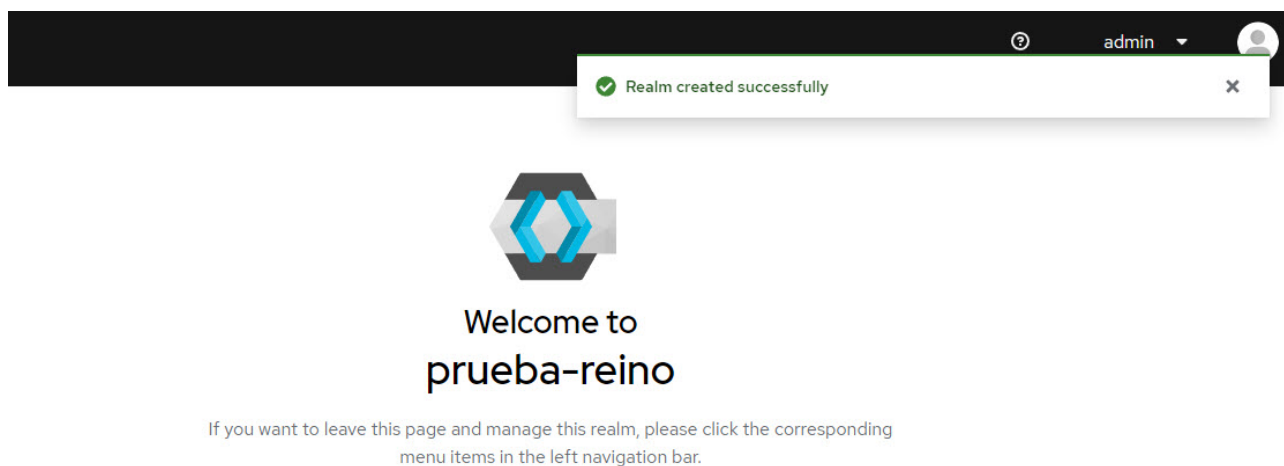 admin
Realm created successfully
Welcome to
prueba-reino
If you want to leave this page and manage this realm, please click the corresponding
menu items in the left navigation bar.